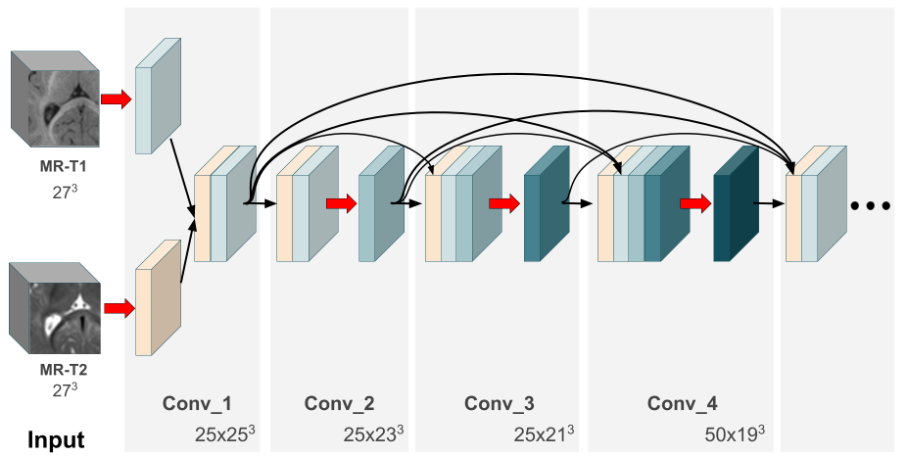 MR-T1
27³
MR-T2
27³
Input
Conv_1
25x25³
Conv_2
25x23³
Conv_3
25x21³
Conv_4
50x19³